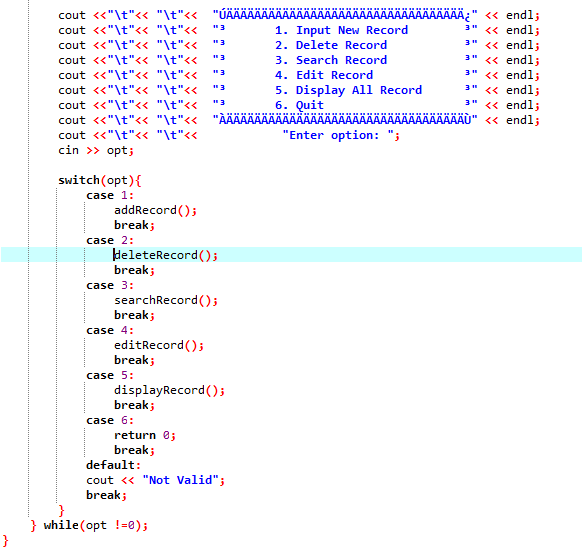 cout <<"\t"<< "\t"<<  "ÚÄÄÄÄÄÄÄÄÄÄÄÄÄÄÄÄÄÄÄÄÄÄÄÄÄÄÄÄÄÄÄÄÄÄ¿" << endl;
cout <<"\t"<< "\t"<<  "³       1. Input New Record        ³" << endl;
cout <<"\t"<< "\t"<<  "³       2. Delete Record           ³" << endl;
cout <<"\t"<< "\t"<<  "³       3. Search Record           ³" << endl;
cout <<"\t"<< "\t"<<  "³       4. Edit Record             ³" << endl;
cout <<"\t"<< "\t"<<  "³       5. Display All Record      ³" << endl;
cout <<"\t"<< "\t"<<  "³       6. Quit                    ³" << endl;
cout <<"\t"<< "\t"<<  "ÀÄÄÄÄÄÄÄÄÄÄÄÄÄÄÄÄÄÄÄÄÄÄÄÄÄÄÄÄÄÄÄÄÄÄÙ" << endl;
cout <<"\t"<< "\t"<<            "Enter option: ";
cin >> opt;
switch(opt){
case 1:
addRecord();
break;
case 2:
deleteRecord();
break;
case 3:
searchRecord();
break;
case 4:
editRecord();
break;
case 5:
displayRecord();
break;
case 6:
return 0;
break;
default:
cout << "Not Valid";
break;
}
} while(opt !=0);
}